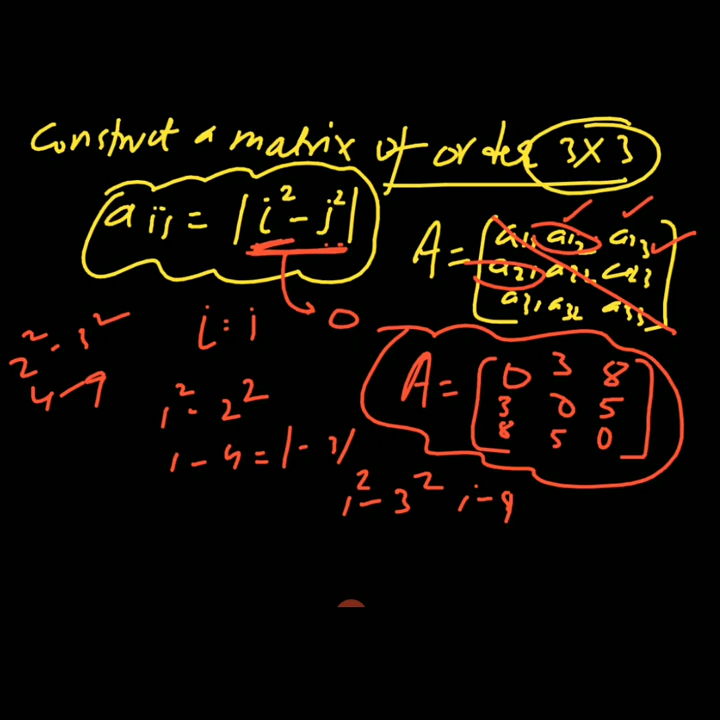 Construct a matrix of order 3X3
aij = |i² - j²|
A = [a11 a12 a13
a21 a22 a23
a31 a32 a33]
i = j 0
2² - 3²
4 - 9
1² - 2²
1 - 4 = |-3|
A = [0 3 8
3 0 5
8 5 0]
1² - 3², 1 - 9